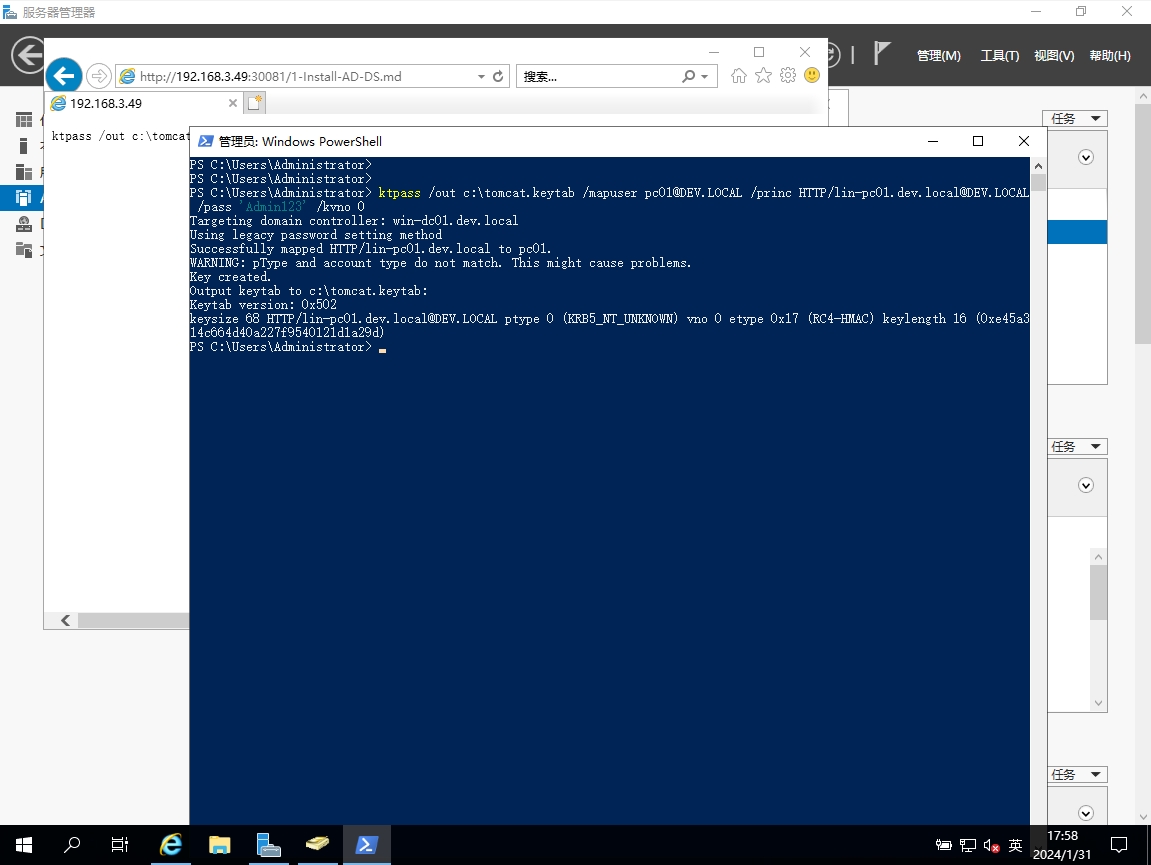 服务器管理器
管理(M) 工具(T) 视图(V) 帮助(H)
http://192.168.3.49:30081/1-Install-AD-DS.md
搜索...
192.168.3.49
ktpass /out c:\tomcat
任务
管理员: Windows PowerShell
PS C:\Users\Administrator>
PS C:\Users\Administrator>
PS C:\Users\Administrator> ktpass /out c:\tomcat.keytab /mapuser pc01@DEV.LOCAL /princ HTTP/lin-pc01.dev.local@DEV.LOCAL
/pass 'Admin123' /kvno 0
Targeting domain controller: win-dc01.dev.local
Using legacy password setting method
Successfully mapped HTTP/lin-pc01.dev.local to pc01.
WARNING: pType and account type do not match. This might cause problems.
Key created.
Output keytab to c:\tomcat.keytab:
Keytab version: 0x502
keysize 68 HTTP/lin-pc01.dev.local@DEV.LOCAL ptype 0 (KRB5_NT_UNKNOWN) vno 0 etype 0x17 (RC4-HMAC) keylength 16 (0xe45a3
14c664d40a227f9540121d1a29d)
PS C:\Users\Administrator>
任务
任务
英
17:58
2024/1/31